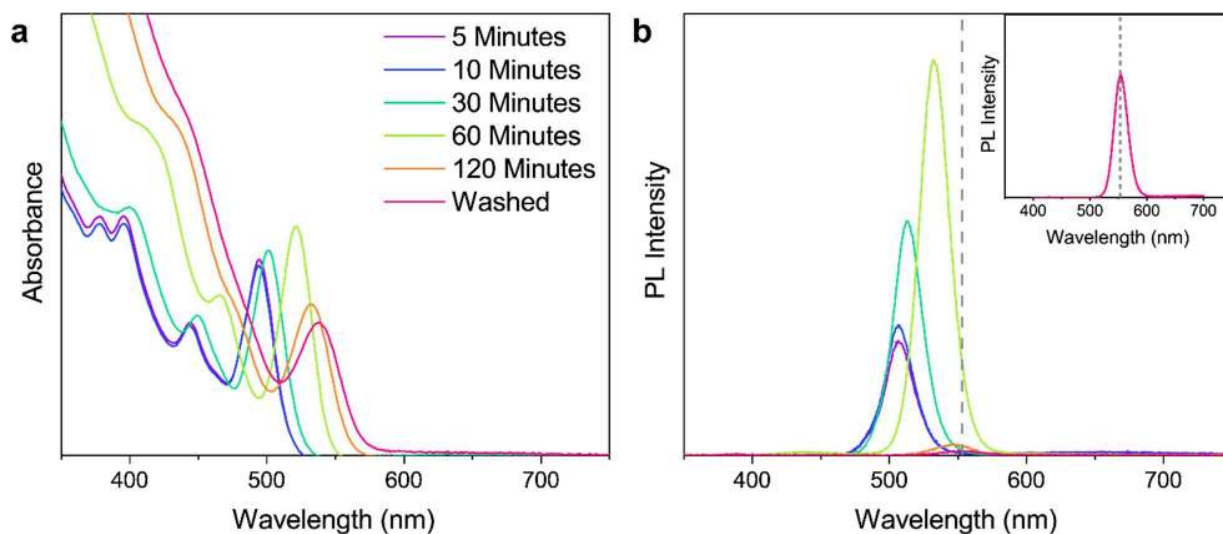 a
5 Minutes
10 Minutes
30 Minutes
60 Minutes
120 Minutes
Washed
Absorbance
400
500
600
700
Wavelength (nm)
b
PL Intensity
400
500
600
700
Wavelength (nm)
PL Intensity
400
500
600
700
Wavelength (nm)